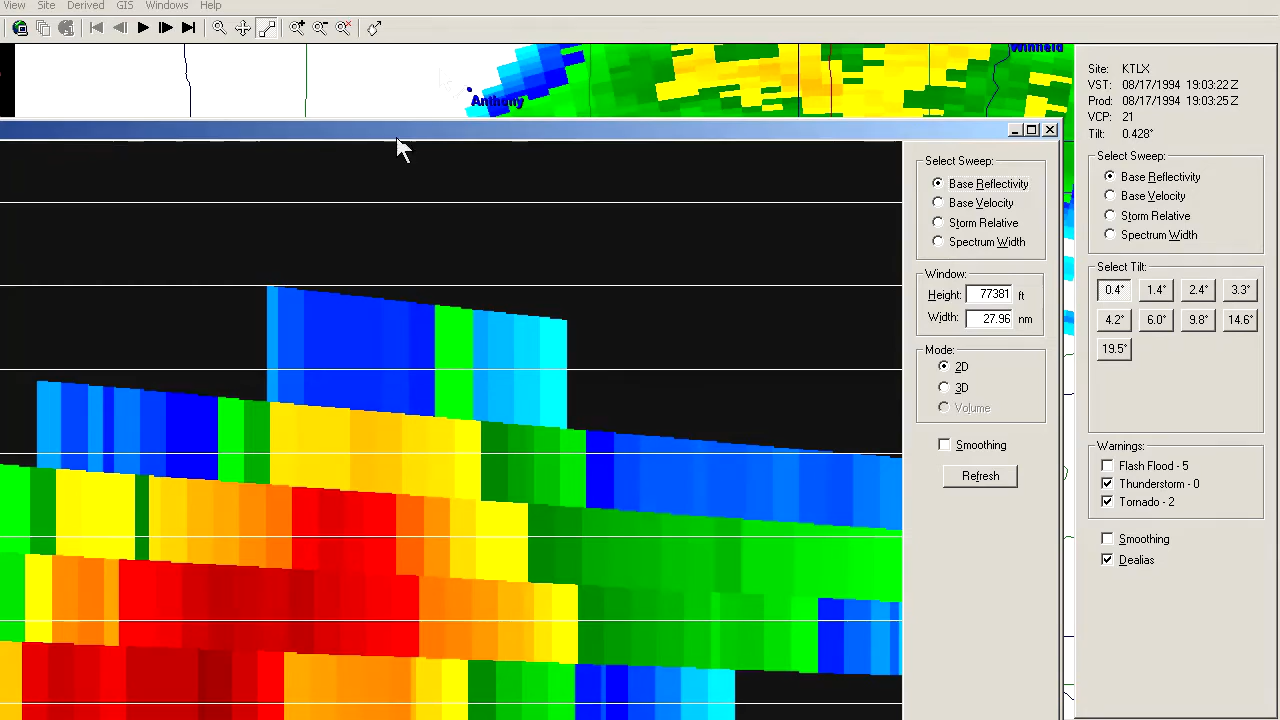 View Site Derived GIS Windows Help
Winfield
Anthony
Select Sweep:
Base Reflectivity
Base Velocity
Storm Relative
Spectrum Width
Window:
Height: 77381 ft
Width: 27.96 nm
Mode:
2D
3D
Volume
Smoothing
Refresh
Site: KTLX
VST: 08/17/1994 19:03:22 Z
Prod: 08/17/1994 19:05:25 Z
VCP: 21
Tilt: 0.428°
Select Sweep:
Base Reflectivity
Base Velocity
Storm Relative
Spectrum Width
Select Tilt:
0.4° 1.4° 2.4° 3.3°
4.2° 6.0° 9.8° 14.6°
19.5°
Warnings:
Flash Flood - 5
Thunderstorm - 0
Tornado - 2
Smoothing
Dealias